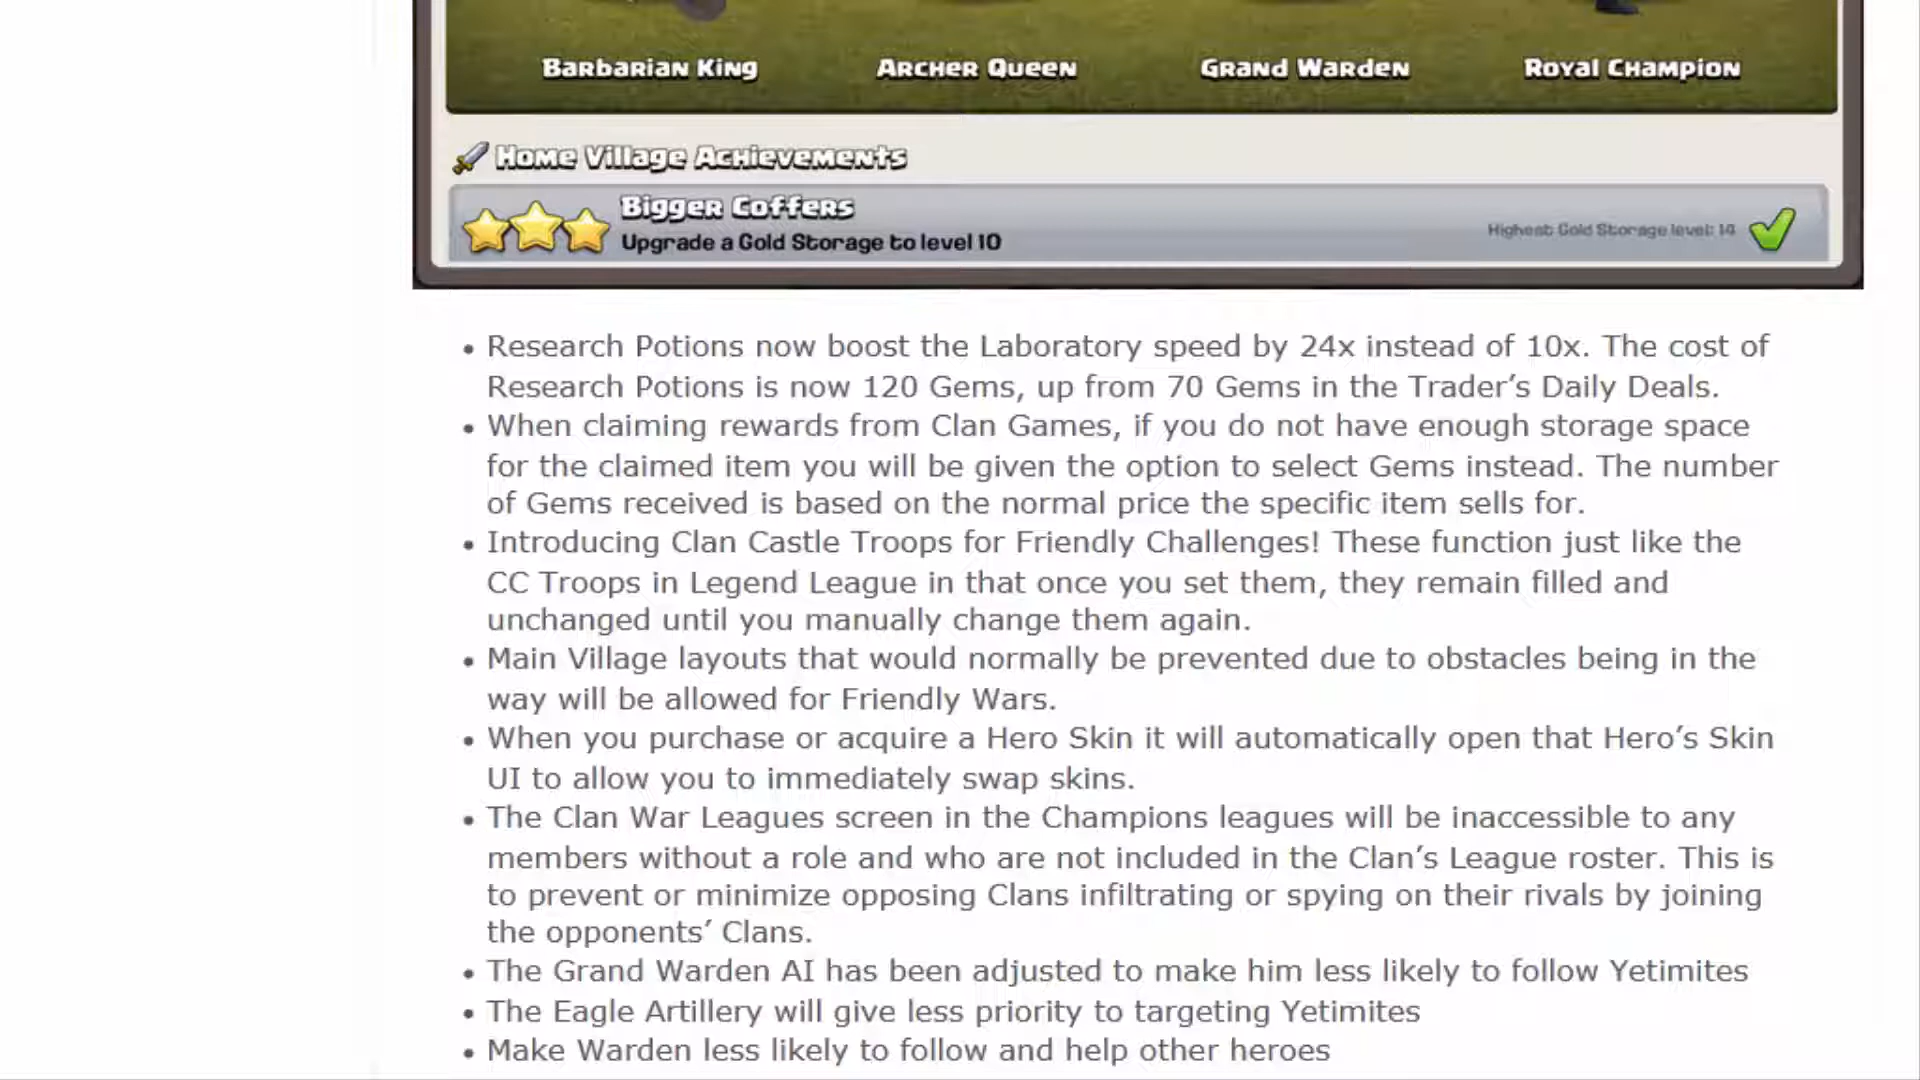 Barbarian King Archer Queen Grand Warden Royal Champion
Home Village Achievements
Bigger Coffers
Upgrade a Gold Storage to level 10
Highest Gold Storage level: 14
• Research Potions now boost the Laboratory speed by 24x instead of 10x. The cost of
Research Potions is now 120 Gems, up from 70 Gems in the Trader’s Daily Deals.
• When claiming rewards from Clan Games, if you do not have enough storage space
for the claimed item you will be given the option to select Gems instead. The number
of Gems received is based on the normal price the specific item sells for.
• Introducing Clan Castle Troops for Friendly Challenges! These function just like the
CC Troops in Legend League in that once you set them, they remain filled and
unchanged until you manually change them again.
• Main Village layouts that would normally be prevented due to obstacles being in the
way will be allowed for Friendly Wars.
• When you purchase or acquire a Hero Skin it will automatically open that Hero’s Skin
UI to allow you to immediately swap skins.
• The Clan War Leagues screen in the Champions leagues will be inaccessible to any
members without a role and who are not included in the Clan’s League roster. This is
to prevent or minimize opposing Clans infiltrating or spying on their rivals by joining
the opponents’ Clans.
• The Grand Warden AI has been adjusted to make him less likely to follow Yetimites
• The Eagle Artillery will give less priority to targeting Yetimites
• Make Warden less likely to follow and help other heroes